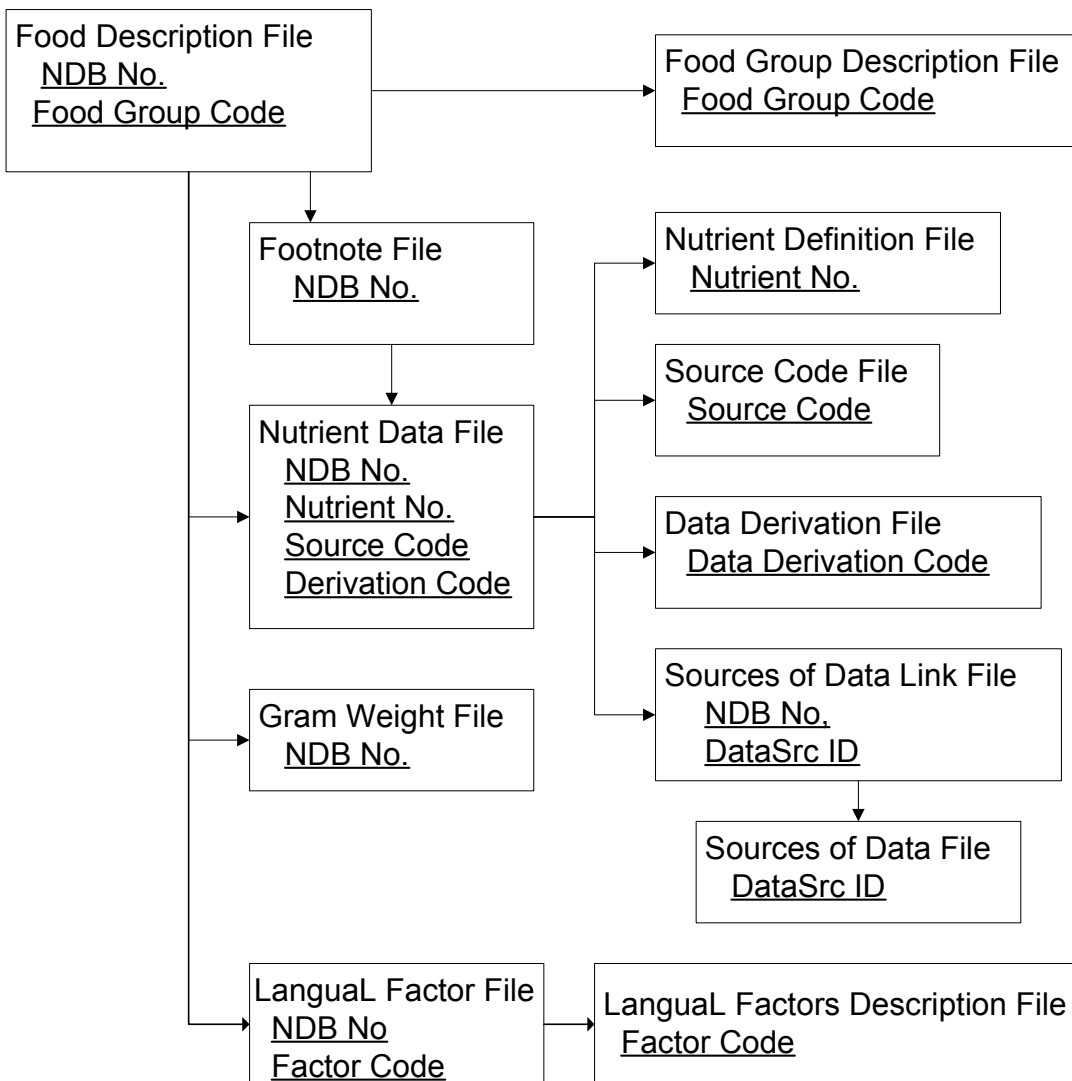 Food Description File
NDB No.
Food Group Code
Food Group Description File
Food Group Code
Footnote File
NDB No.
Nutrient Definition File
Nutrient No.
Source Code File
Source Code
Nutrient Data File
NDB No.
Nutrient No.
Source Code
Derivation Code
Data Derivation File
Data Derivation Code
Sources of Data Link File
NDB No,
DataSrc ID
Gram Weight File
NDB No.
Sources of Data File
DataSrc ID
LanguaL Factor File
NDB No
Factor Code
LanguaL Factors Description File
Factor Code